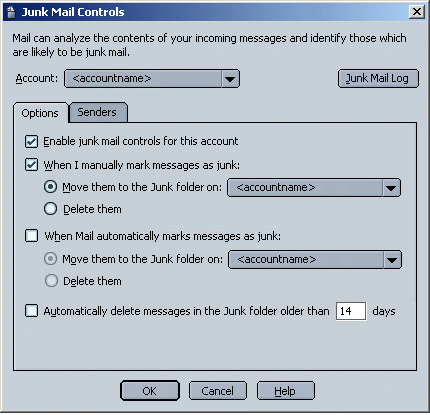 Junk Mail Controls
Mail can analyze the contents of your incoming messages and identify those which
are likely to be junk mail.
Account: <accountname> Junk Mail Log
Options Senders
Enable junk mail controls for this account
When I manually mark messages as junk:
Move them to the Junk folder on: <accountname>
Delete them
When Mail automatically marks messages as junk:
Move them to the Junk folder on: <accountname>
Delete them
Automatically delete messages in the Junk folder older than 14 days
OK Cancel Help